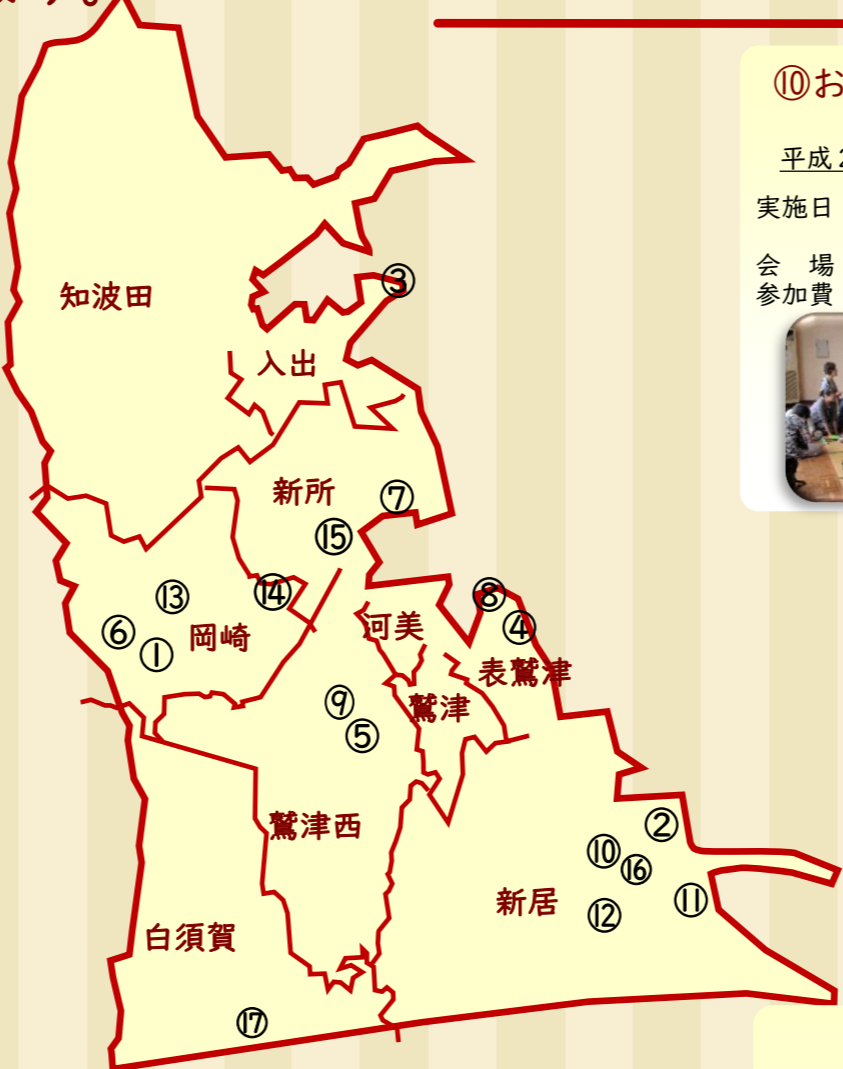 す。
⑩お
平成2
実施日
会　場
参加費
③
知波田
入出
新所
⑦
⑮
⑬
⑭
⑧
⑥
①
岡崎
河美
④
表鷲津
⑨
鷲津
⑤
鷲津西
②
⑩
⑯
新居
⑪
⑫
白須賀
⑰